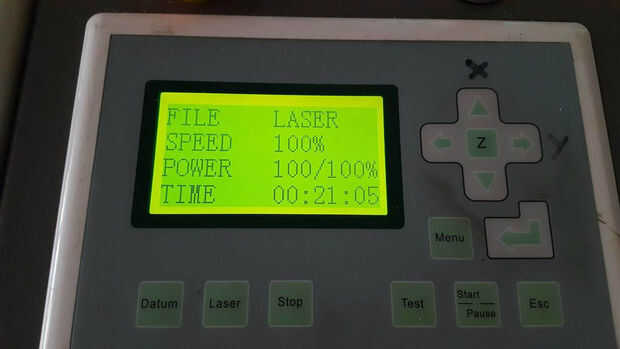 FILE LASER
SPEED 100%
POWER 100/100%
TIME 00:21:05
X
Z
Y
Menu
Datum
Laser
Stop
Test
Start
Pause
Esc